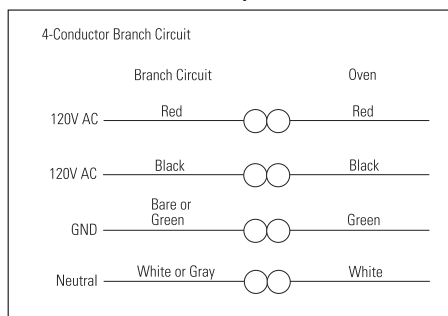 4-Conductor Branch Circuit
Branch Circuit Oven
120V AC Red Red
120V AC Black Black
GND Bare or Green Green
Neutral White or Gray White